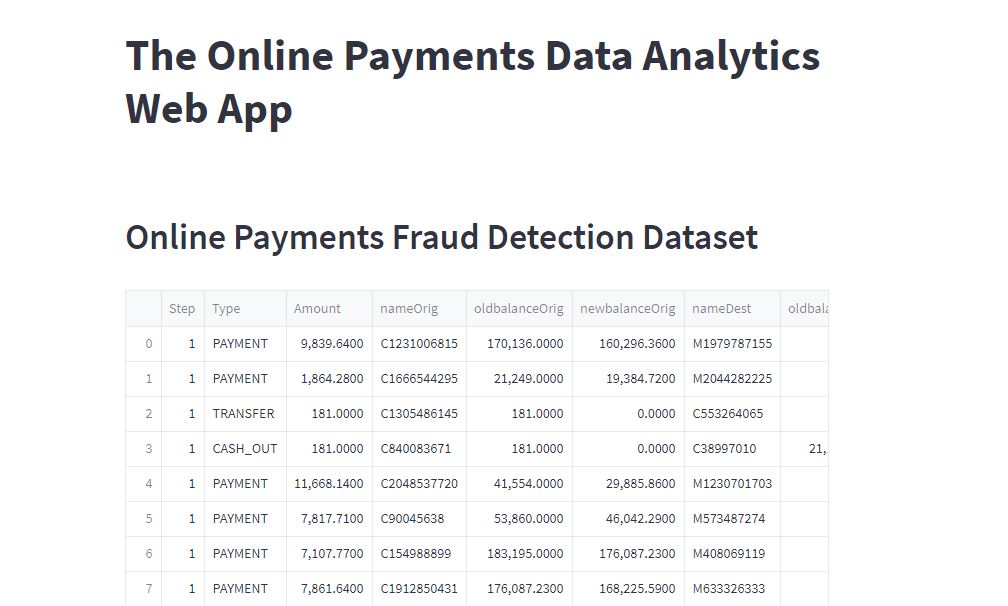 The Online Payments Data Analytics
Web App
Online Payments Fraud Detection Dataset
Step Type Amount nameOrig oldbalanceOrig newbalanceOrig nameDest oldbala
0 1 PAYMENT 9,839.6400 C1231006815 170,136.0000 160,296.3600 M1979787155
1 1 PAYMENT 1,864.2800 C1666544295 21,249.0000 19,384.7200 M2044282225
2 1 TRANSFER 181.0000 C1305486145 181.0000 0.0000 C553264065
3 1 CASH_OUT 181.0000 C840083671 181.0000 0.0000 C38997010 21,
4 1 PAYMENT 11,668.1400 C2048537720 41,554.0000 29,885.8600 M1230701703
5 1 PAYMENT 7,817.7100 C90045638 53,860.0000 46,042.2900 M573487274
6 1 PAYMENT 7,107.7700 C154988899 183,195.0000 176,087.2300 M408069119
7 1 PAYMENT 7,861.6400 C1912850431 176,087.2300 168,225.5900 M633326333